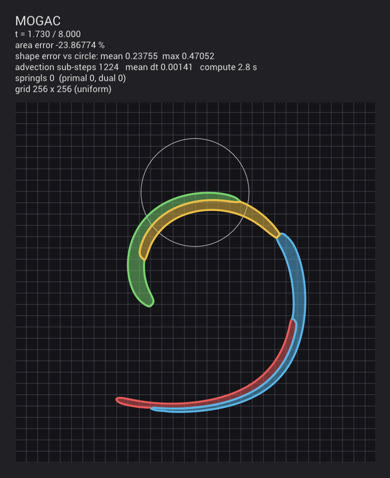 MOGAC
t = 1.730 / 8.000
area error -23.86774 %
shape error vs circle: mean 0.23755  max 0.47052
advection sub-steps 1224   mean dt 0.00141   compute 2.8 s
springls 0  (primal 0, dual 0)
grid 256 x 256 (uniform)